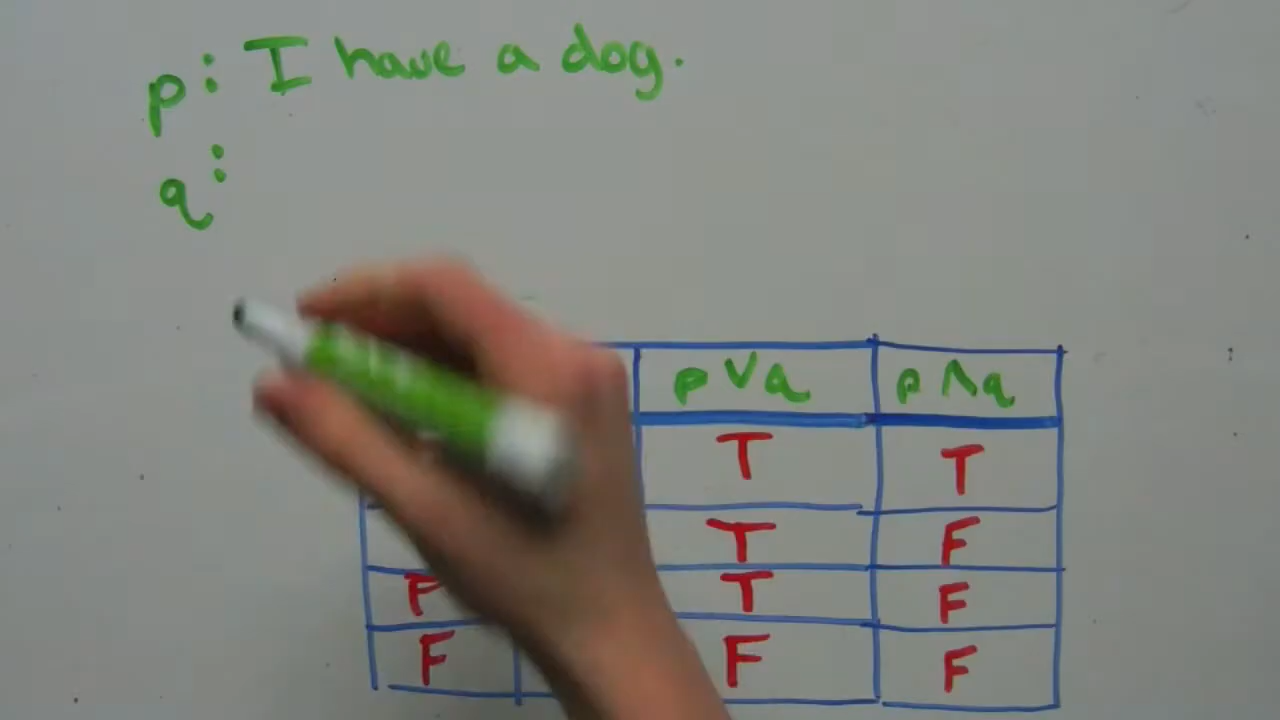 p: I have a dog.
q:
p ∨ q p ∧ q
T T
T F
F T F
F F F